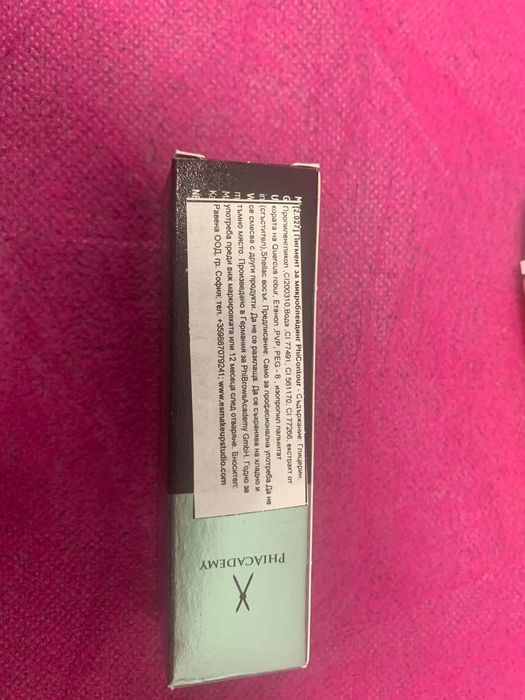 [2.027] Пигмент за микроблейдинг PhiContour - Съдържание: Глицерин,
Пропиленгликол ,CI200310,Вода ,CI 77491, CI 561170, CI 77266, екстракт от
кората на Quercus robur, Етанол ,PVP, PEG - 8 , изопропил палмитат
(сгъстител),Shellac восък. Предписание: Само за професионална употреба.Да не
се смесва с други продукти. Да не се разкраща. Да се съхранява на хладно и
тъмно място. Произведено в Германия за PhiBrowsAcademy GmbH. Годно за
употреба преди виж маркировката или 12 месеца след отваряне. Вносител:
Равена ООД, гр. София; тел. +359887079241; www.esmakeupstudio.com
PHIACADEMY